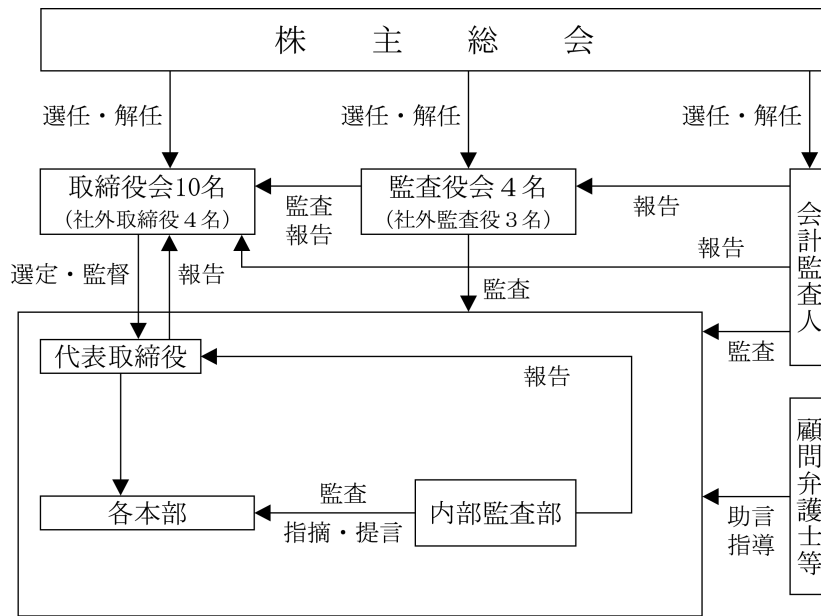 株主総会
選任・解任
選任・解任
選任・解任
取締役会10名
(社外取締役4名)
監査
報告
監査役会4名
(社外監査役3名)
報告
会計監査人
報告
選定・監督
報告
監査
監査
代表取締役
報告
顧問弁護士等
監査
各本部
内部監査部
指摘・提言
助言
指導